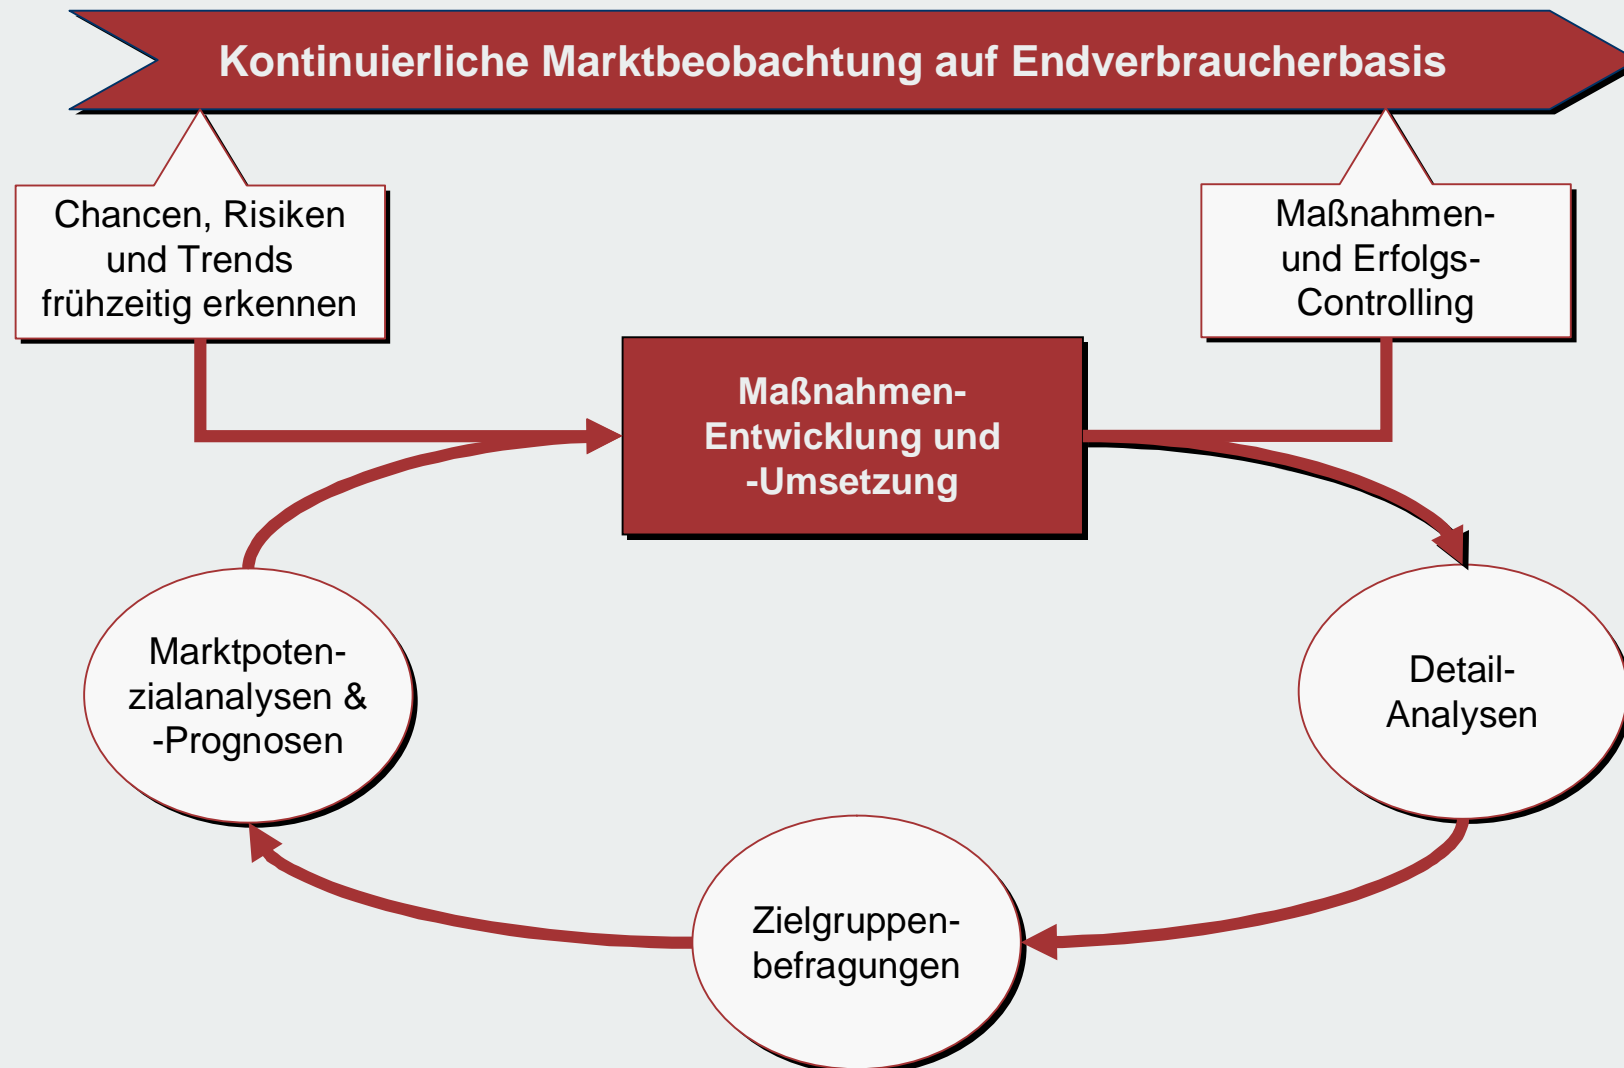 Kontinuierliche Marktbeobachtung auf Endverbraucherbasis
Chancen, Risiken
und Trends
frühzeitig erkennen
Maßnahmen-
und Erfolgs-
Controlling
Maßnahmen-
Entwicklung und
-Umsetzung
Marktpoten-
zialanalysen &
-Prognosen
Detail-
Analysen
Zielgruppen-
befragungen